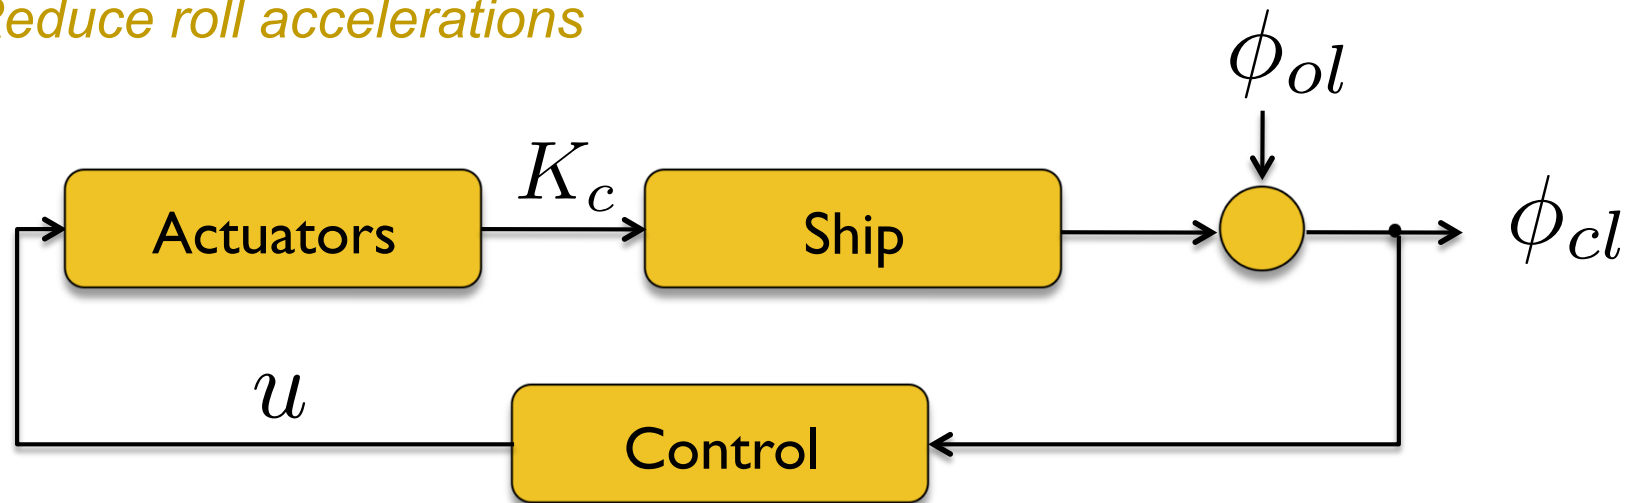 Reduce roll accelerations
ϕ_ol
K_c
Actuators
Ship
ϕ_cl
u
Control